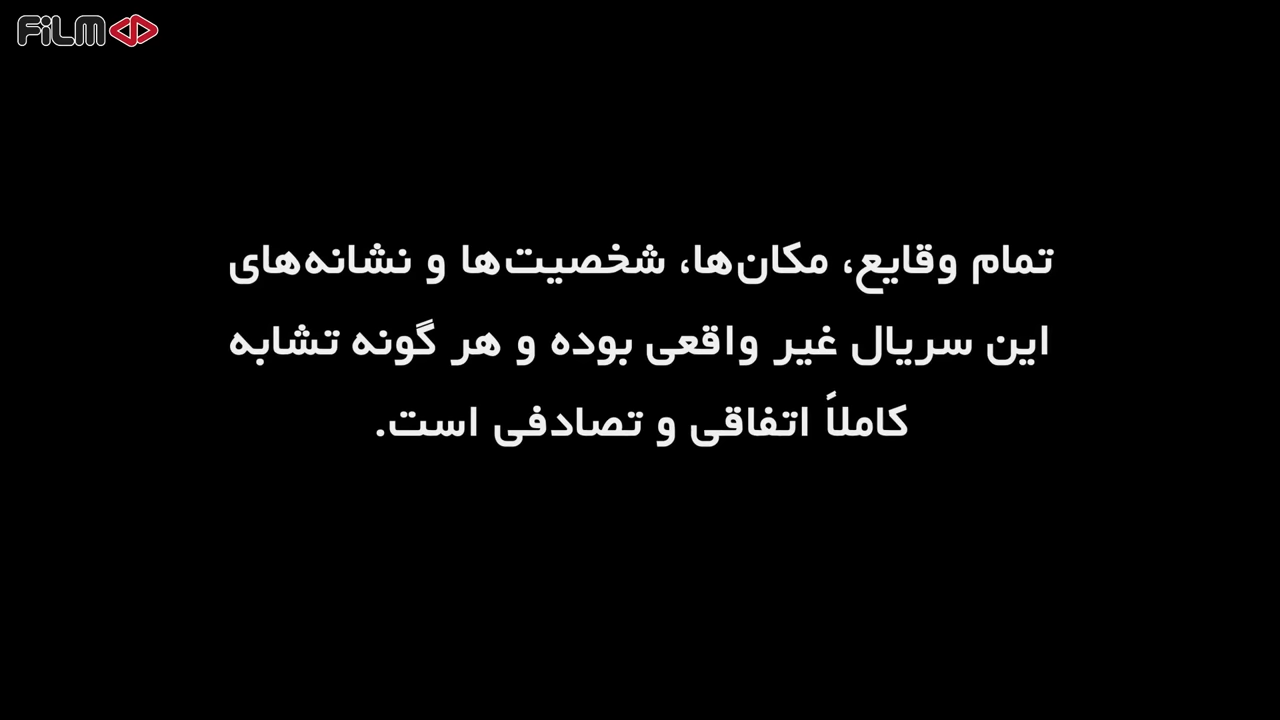 FiLM
تمام وقایع، مکان‌ها، شخصیت‌ها و نشانه‌های
این سریال غیر واقعی بوده و هر گونه تشابه
کاملاً اتفاقی و تصادفی است.